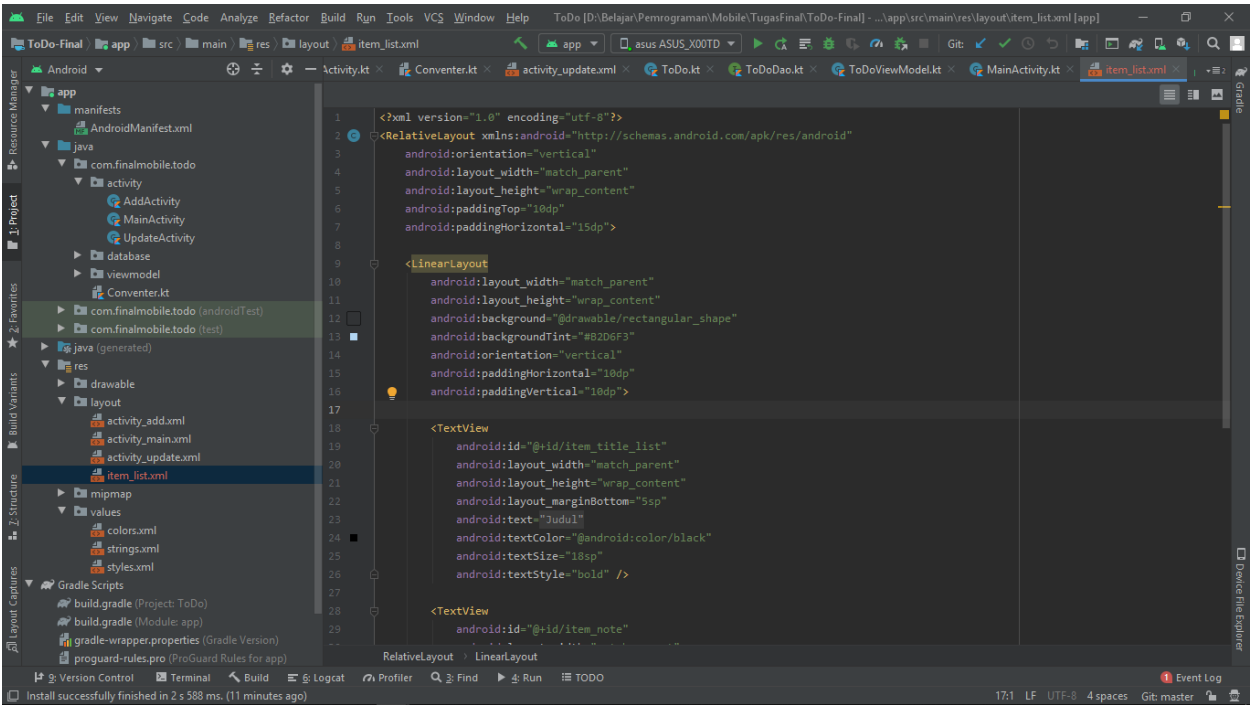 File Edit View Navigate Code Analyze Refactor Build Run Tools VCS Window Help ToDo [D:\Belajar\Pemrograman\Mobile\TugasFinal\ToDo-Final] - ...\app\src\main\res\layout\item_list.xml [app]
ToDo-Final app src main res layout item_list.xml app asus ASUS_X00TD Git:
Android Activity.kt Conventer.kt activity_update.xml ToDo.kt ToDoDao.kt ToDoViewModel.kt MainActivity.kt item_list.xml 2
Resource Manager
1: Project
2: Favorites
Build Variants
Z: Structure
Layout Captures
app
manifests
AndroidManifest.xml
java
com.finalmobile.todo
activity
AddActivity
MainActivity
UpdateActivity
database
viewmodel
Conventer.kt
com.finalmobile.todo (androidTest)
com.finalmobile.todo (test)
java (generated)
res
drawable
layout
activity_add.xml
activity_main.xml
activity_update.xml
item_list.xml
mipmap
values
colors.xml
strings.xml
styles.xml
Gradle Scripts
build.gradle (Project: ToDo)
build.gradle (Module: app)
gradle-wrapper.properties (Gradle Version)
proguard-rules.pro (ProGuard Rules for app)
1 <?xml version="1.0" encoding="utf-8"?>
2 <RelativeLayout xmlns:android="http://schemas.android.com/apk/res/android"
3 android:orientation="vertical"
4 android:layout_width="match_parent"
5 android:layout_height="wrap_content"
6 android:paddingTop="10dp"
7 android:paddingHorizontal="15dp">
8
9 <LinearLayout
10 android:layout_width="match_parent"
11 android:layout_height="wrap_content"
12 android:background="@drawable/rectangular_shape"
13 android:backgroundTint="#B2D6F3"
14 android:orientation="vertical"
15 android:paddingHorizontal="10dp"
16 android:paddingVertical="10dp">
17
18 <TextView
19 android:id="@+id/item_title_list"
20 android:layout_width="match_parent"
21 android:layout_height="wrap_content"
22 android:layout_marginBottom="5sp"
23 android:text="Judul"
24 android:textColor="@android:color/black"
25 android:textSize="18sp"
26 android:textStyle="bold" />
27
28 <TextView
29 android:id="@+id/item_note"
RelativeLayout LinearLayout
Gradle
Device File Explorer
9: Version Control Terminal Build 6: Logcat Profiler 3: Find 4: Run TODO 1 Event Log
Install successfully finished in 2 s 588 ms. (11 minutes ago) 17:1 LF UTF-8 4 spaces Git: master